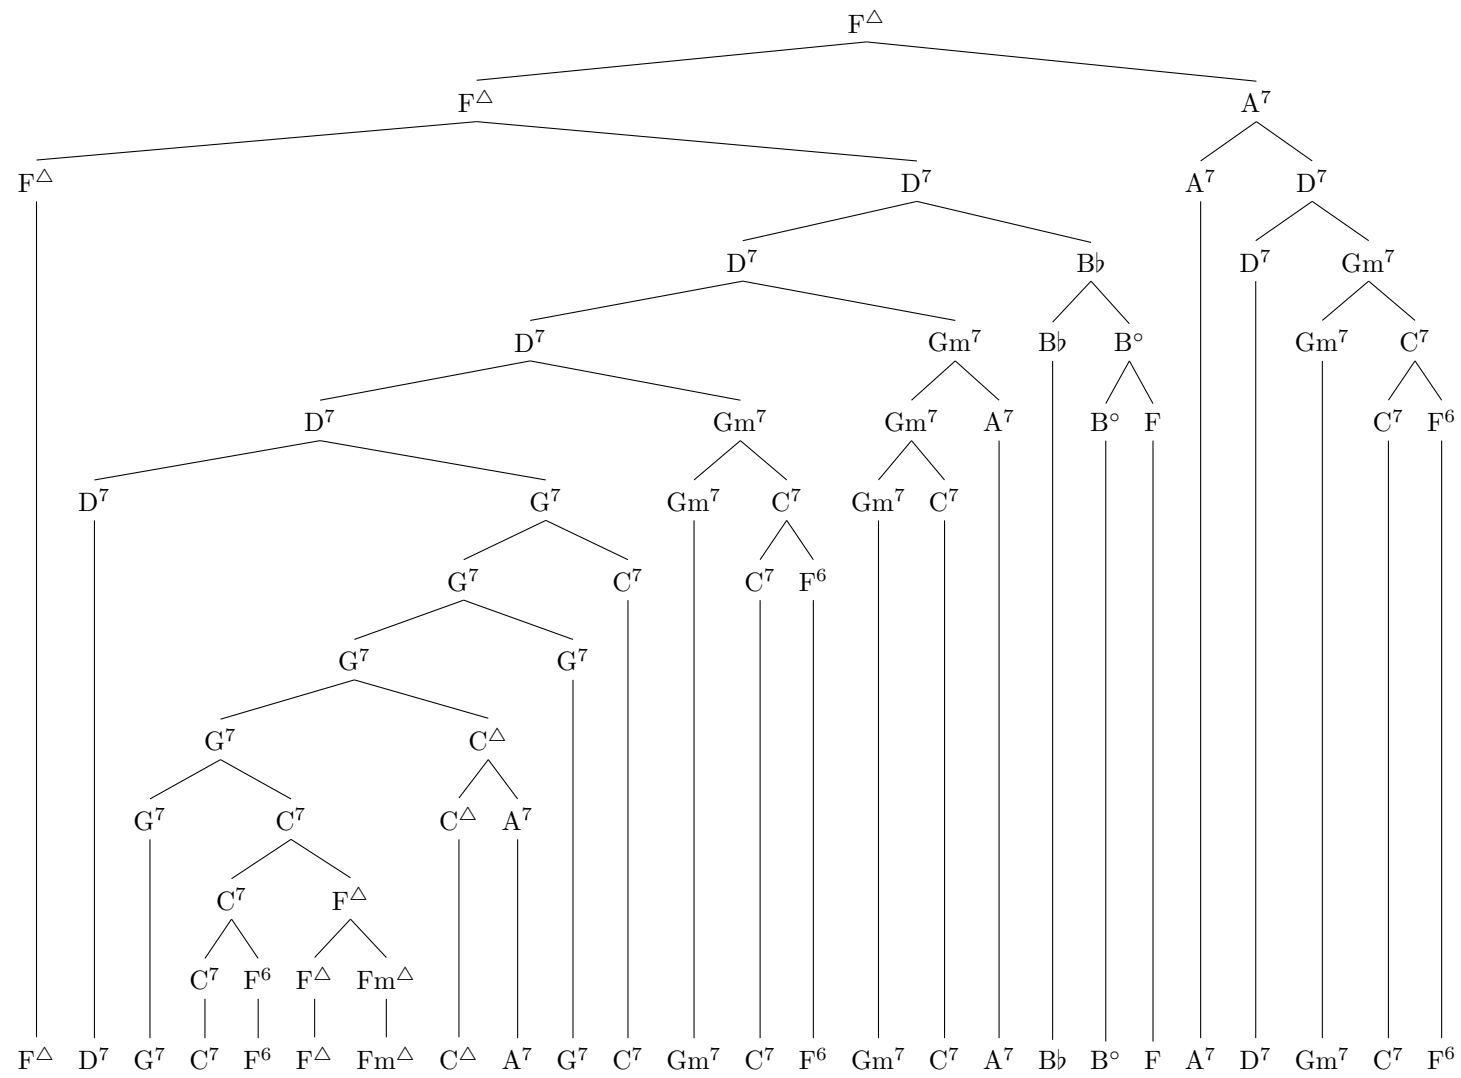 F△
F△ A⁷
F△ D⁷ A⁷ D⁷
D⁷ B♭ D⁷ Gm⁷
D⁷ Gm⁷ B♭ B° Gm⁷ C⁷
D⁷ Gm⁷ Gm⁷ A⁷ B° F C⁷ F⁶
D⁷ G⁷ Gm⁷ C⁷ Gm⁷ C⁷
G⁷ C⁷ C⁷ F⁶
G⁷ G⁷
G⁷ C△
G⁷ C⁷ C△ A⁷
C⁷ F△
C⁷ F⁶ F△ Fm△
F△ D⁷ G⁷ C⁷ F⁶ F△ Fm△ C△ A⁷ G⁷ C⁷ Gm⁷ C⁷ F⁶ Gm⁷ C⁷ A⁷ B♭ B° F A⁷ D⁷ Gm⁷ C⁷ F⁶